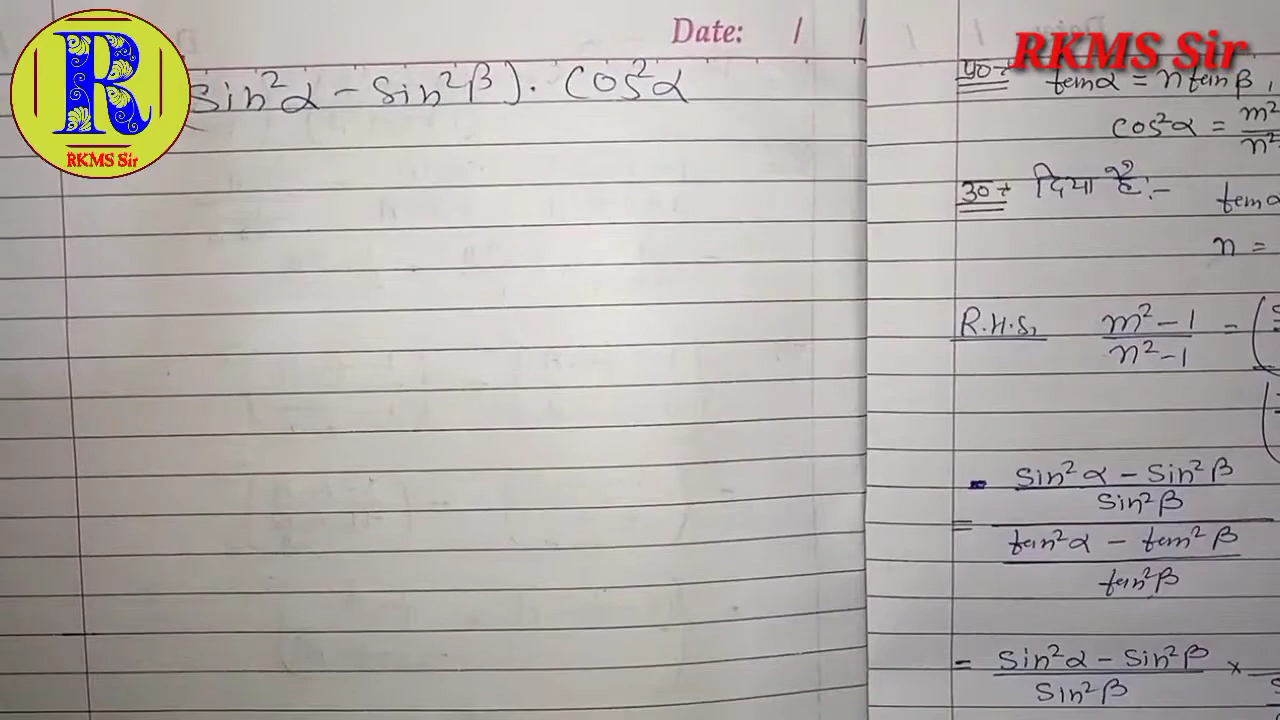 Date: / /
(sin²α - sin²β). cos²α
R
RKMS Sir
RKMS Sir
tanα = n tanβ,
cos²α = m²
n²
उ०→ दिया है:- tanα
n =
R.H.S, m² - 1 = (
n² - 1
= sin²α - sin²β
sin²β
= tan²α - tan²β
tan²β
= sin²α - sin²β ×
sin²β